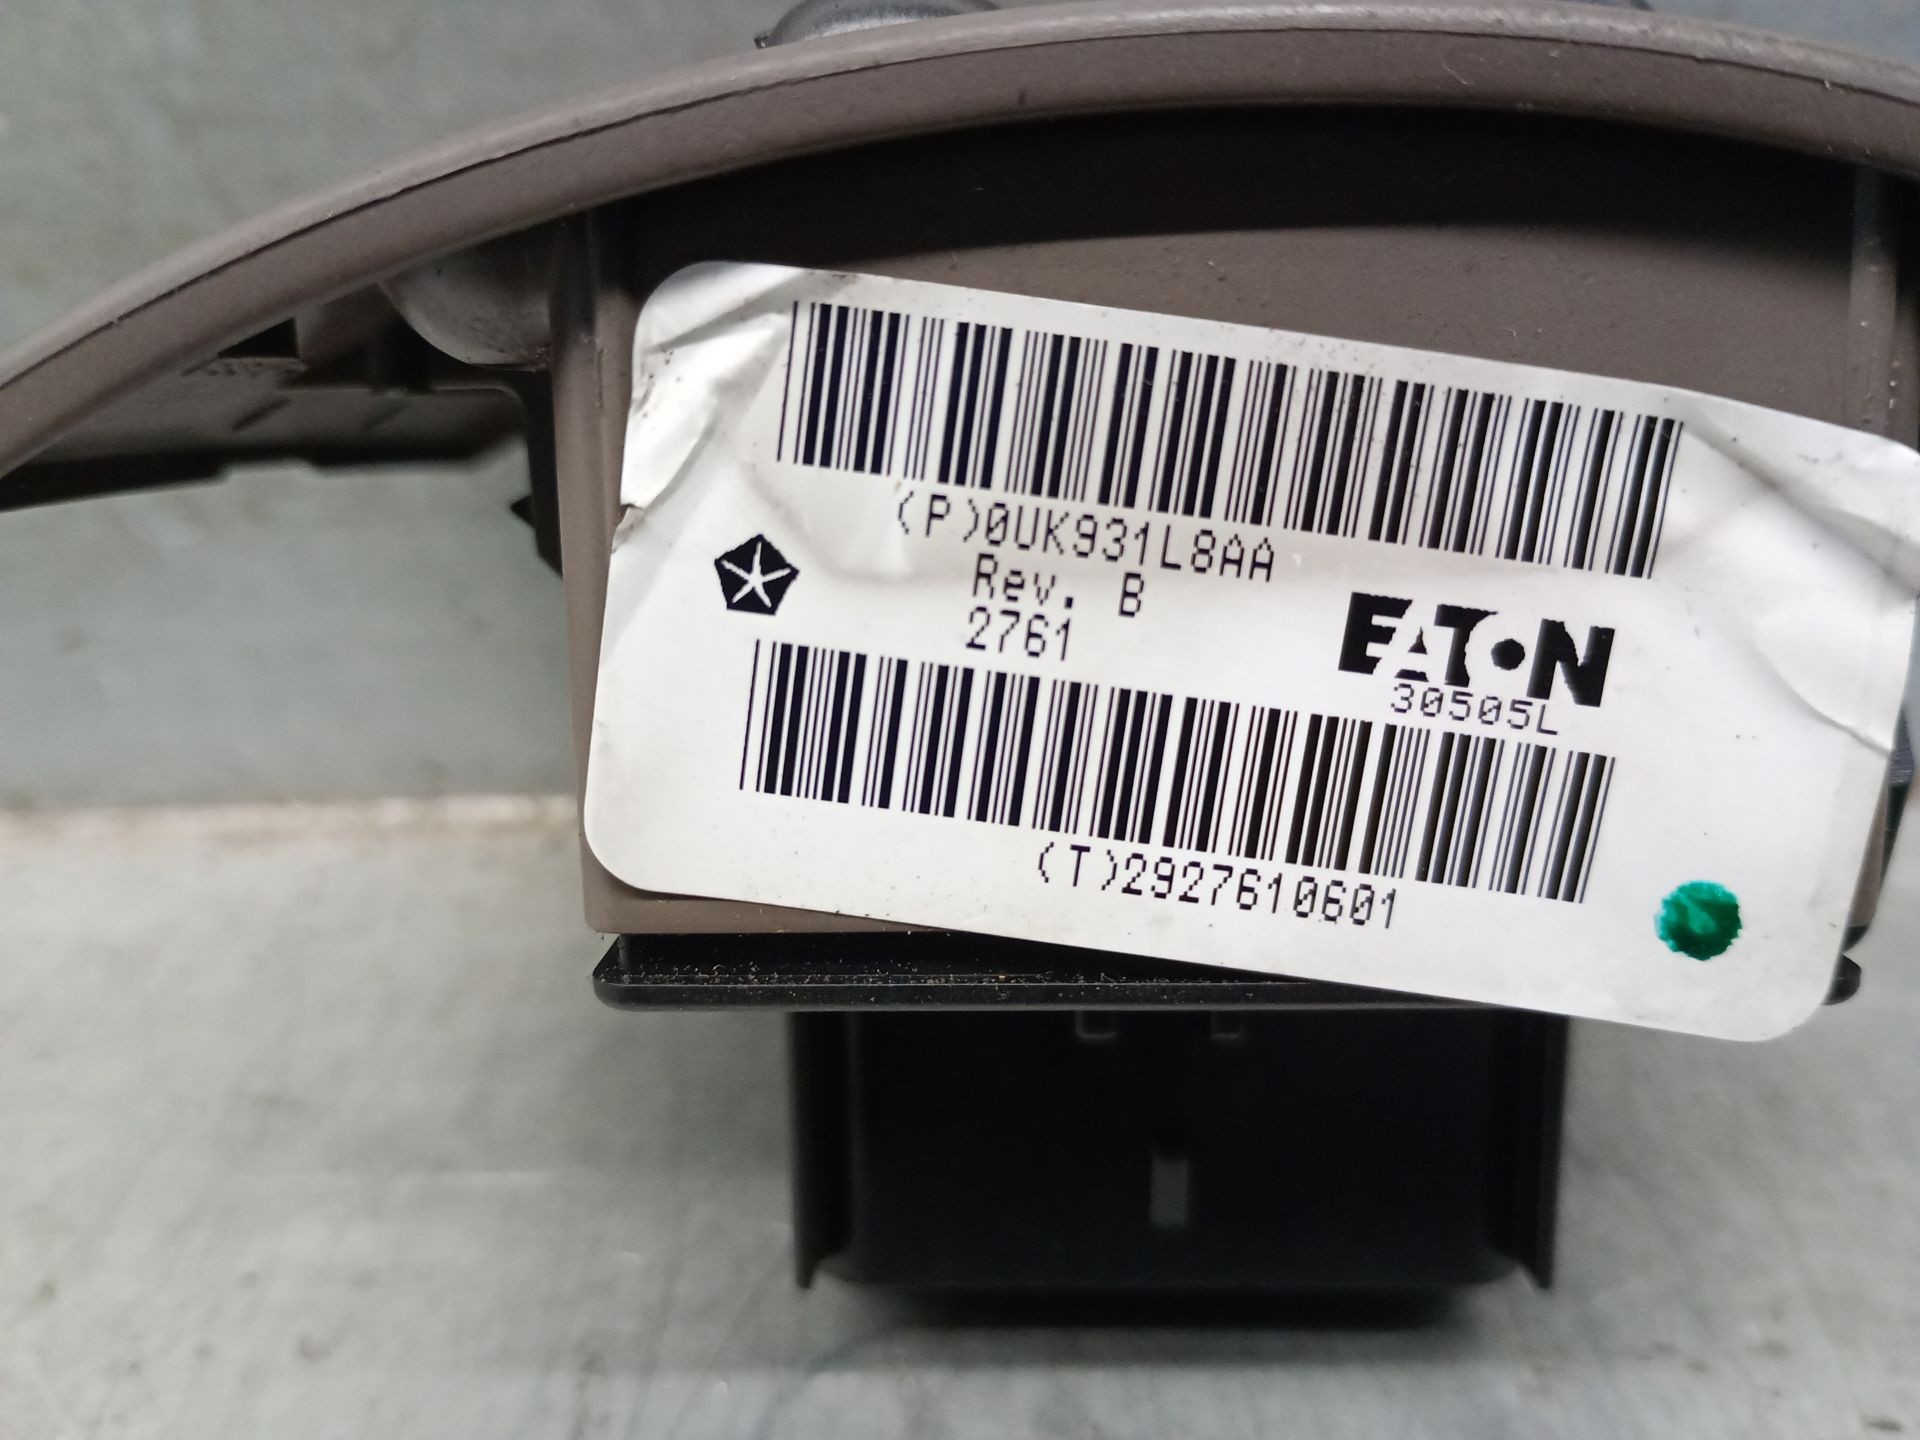 (P)0UK931L8AA
Rev. B
2761
EATON
30505L
(T)2927610601